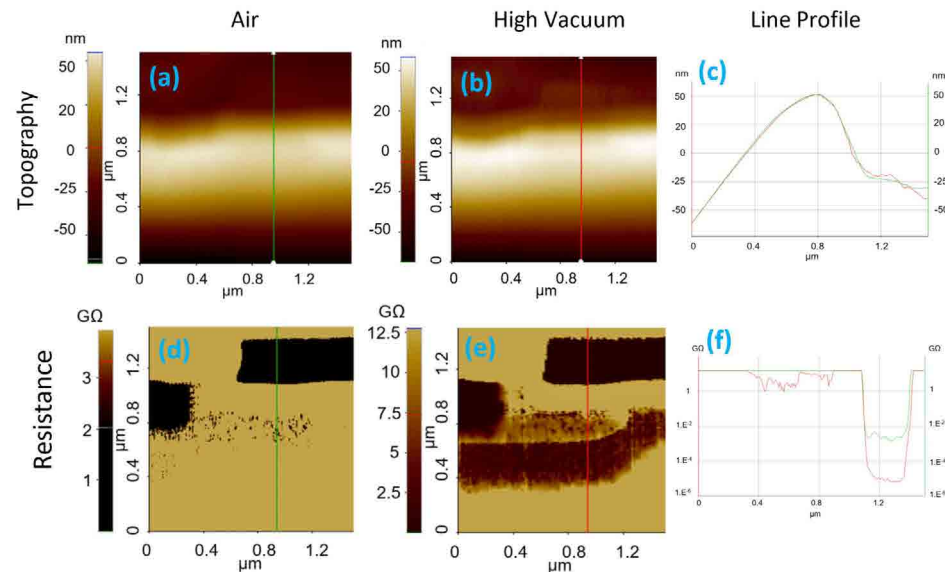 Air
High Vacuum
Line Profile
Topography
nm
50
20
0
-25
-50
(a)
1.2
0.8
µm
0.4
0
0 0.4 0.8 1.2
µm
nm
50
20
0
-25
-50
(b)
1.2
0.8
µm
0.4
0
0 0.4 0.8 1.2
µm
(c)
nm
50
20
0
-25
-50
nm
50
20
0
-25
-50
0 0.4 0.8 1.2
µm
Resistance
GΩ
3
2
1
(d)
1.2
0.8
µm
0.4
0
0 0.4 0.8 1.2
µm
GΩ
12.5
10.0
7.5
5.0
2.5
(e)
1.2
0.8
µm
0.4
0
0 0.4 0.8 1.2
µm
(f)
GΩ
1
1.E-2
1.E-4
1.E-6
GΩ
1
1.E-2
1.E-4
1.E-6
0 0.4 0.8 1.2
µm